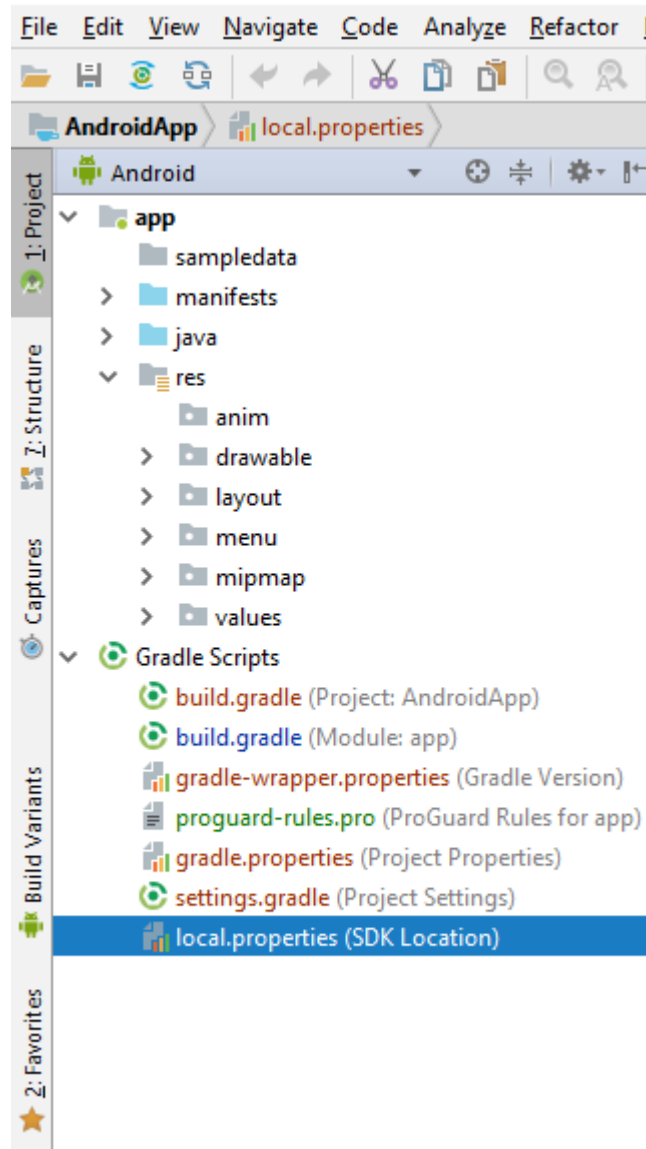 File Edit View Navigate Code Analyze Refactor
AndroidApp local.properties
1: Project
Android
app
sampledata
manifests
java
res
anim
drawable
layout
menu
mipmap
values
Gradle Scripts
build.gradle (Project: AndroidApp)
build.gradle (Module: app)
gradle-wrapper.properties (Gradle Version)
proguard-rules.pro (ProGuard Rules for app)
gradle.properties (Project Properties)
settings.gradle (Project Settings)
local.properties (SDK Location)
7: Structure
Captures
Build Variants
2: Favorites